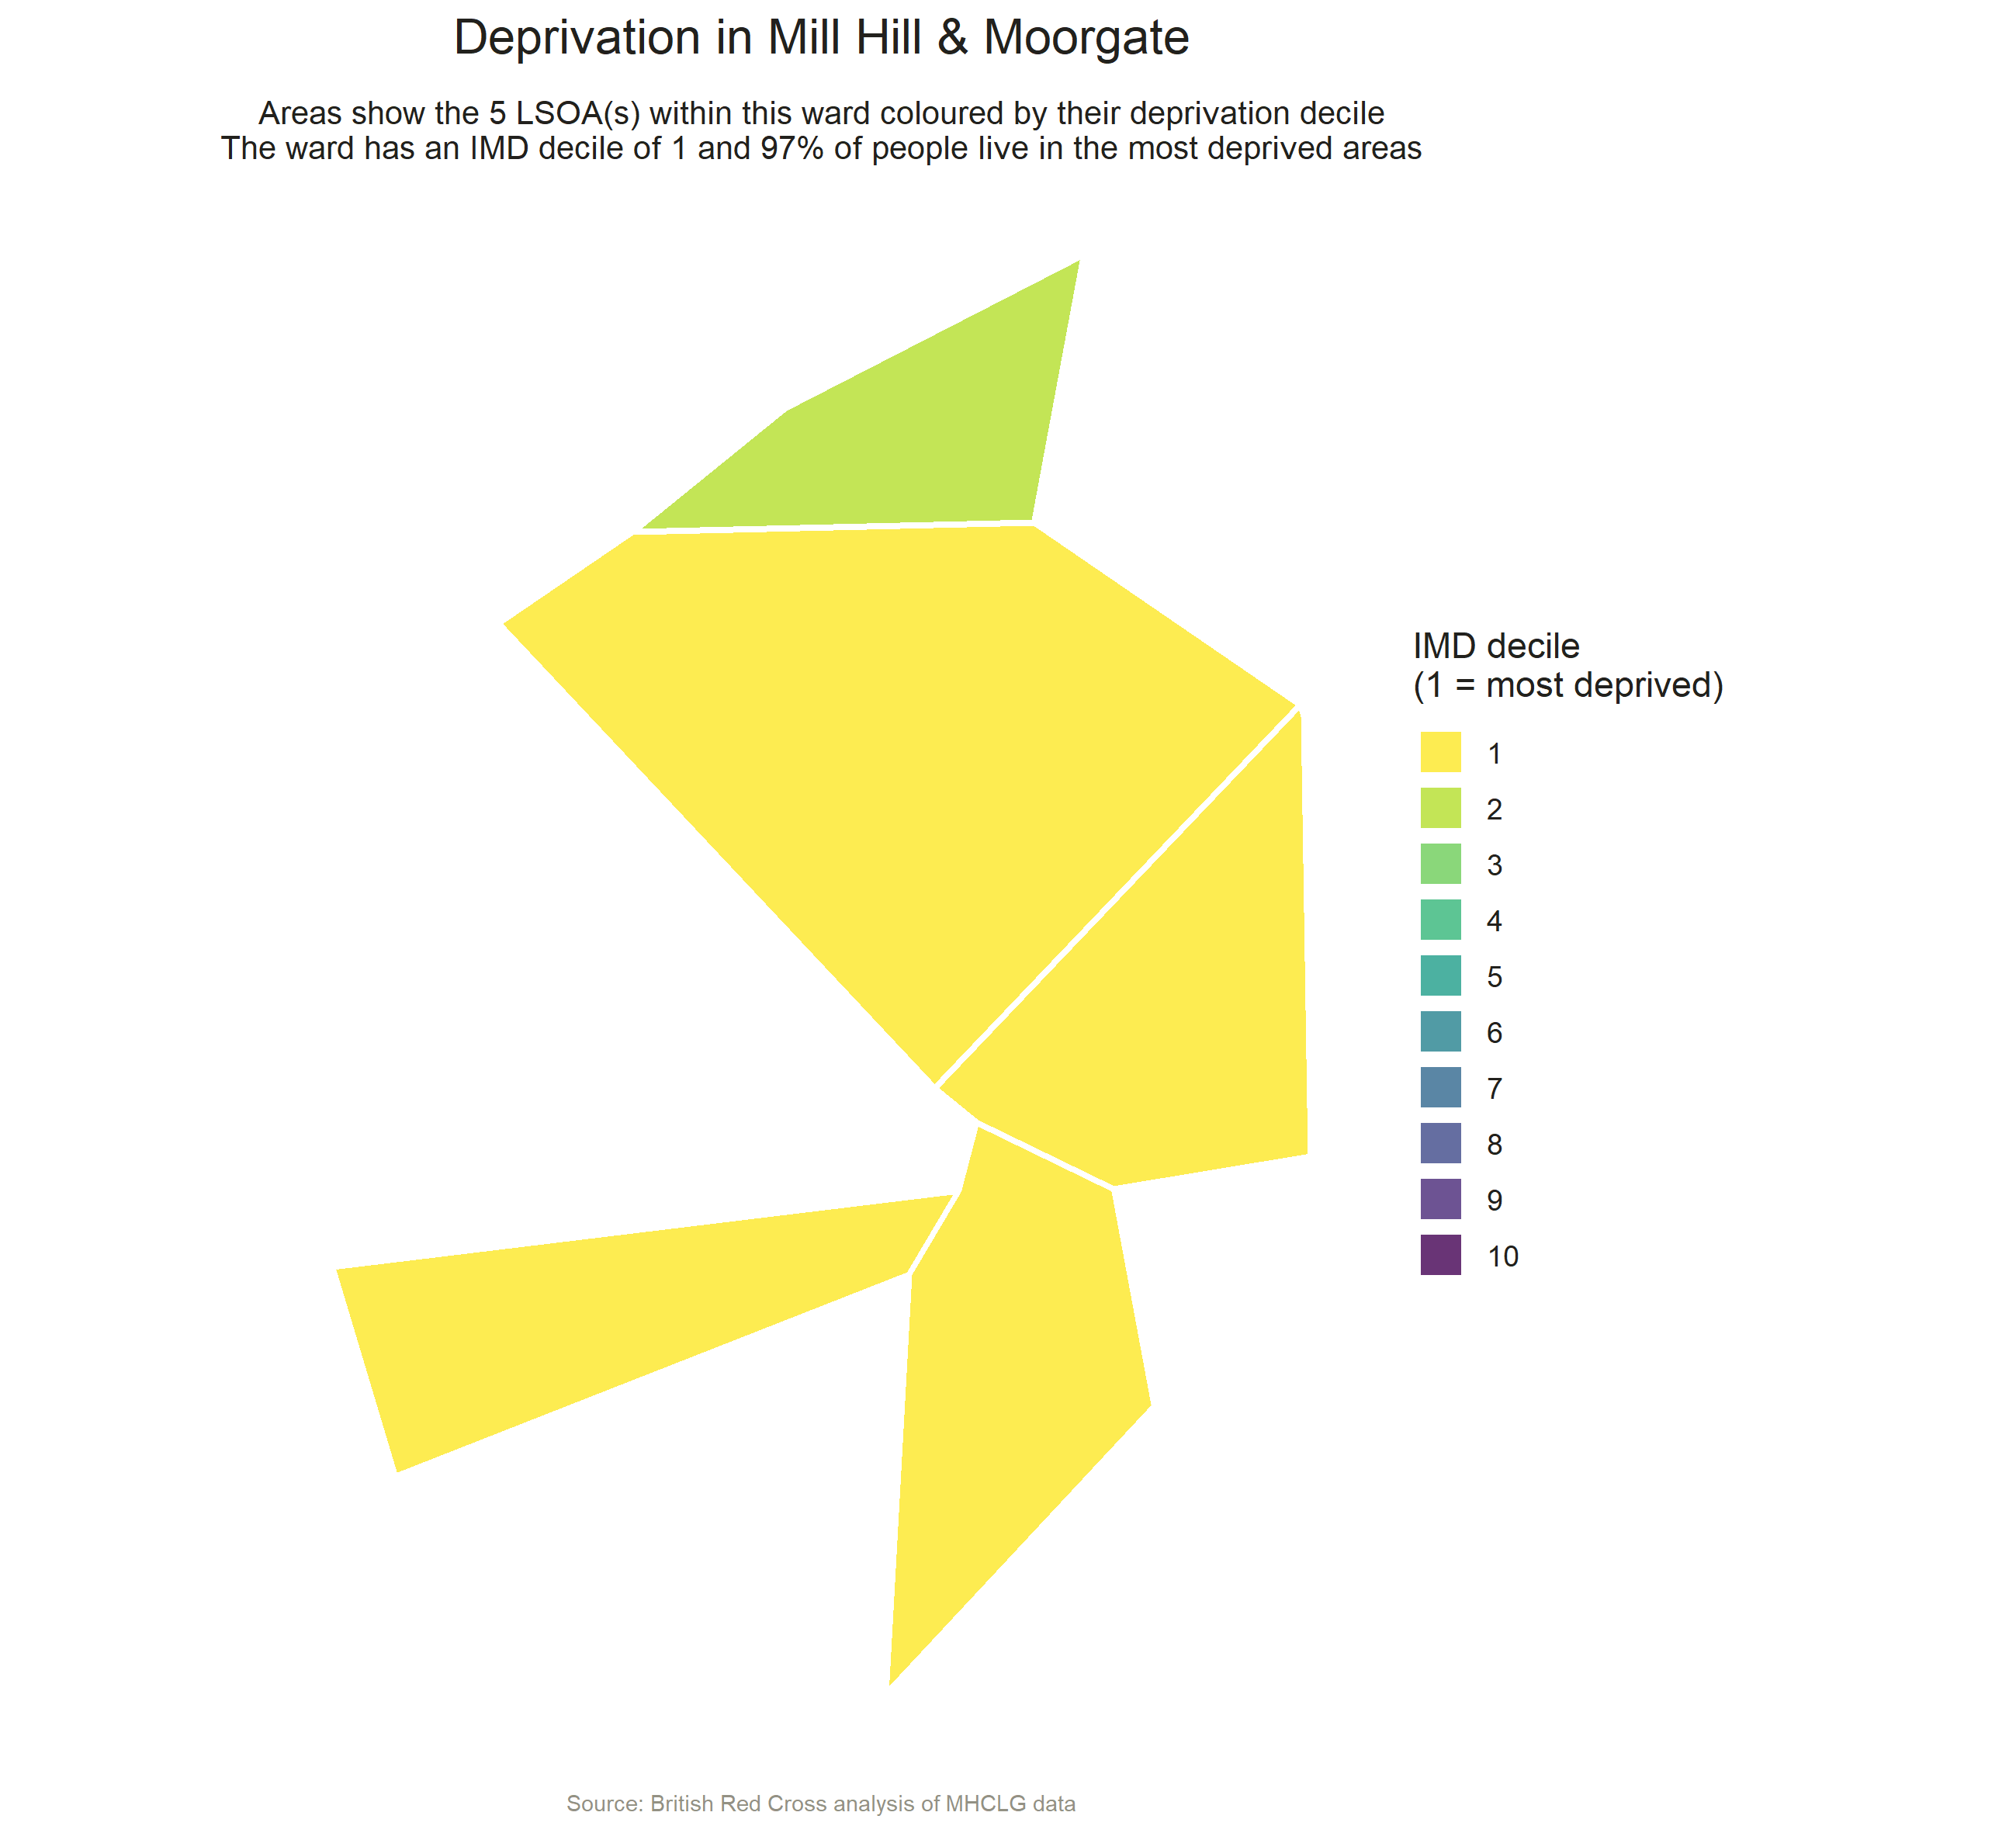 Deprivation in Mill Hill & Moorgate
Areas show the 5 LSOA(s) within this ward coloured by their deprivation decile
The ward has an IMD decile of 1 and 97% of people live in the most deprived areas
IMD decile
(1 = most deprived)
1
2
3
4
5
6
7
8
9
10
Source: British Red Cross analysis of MHCLG data